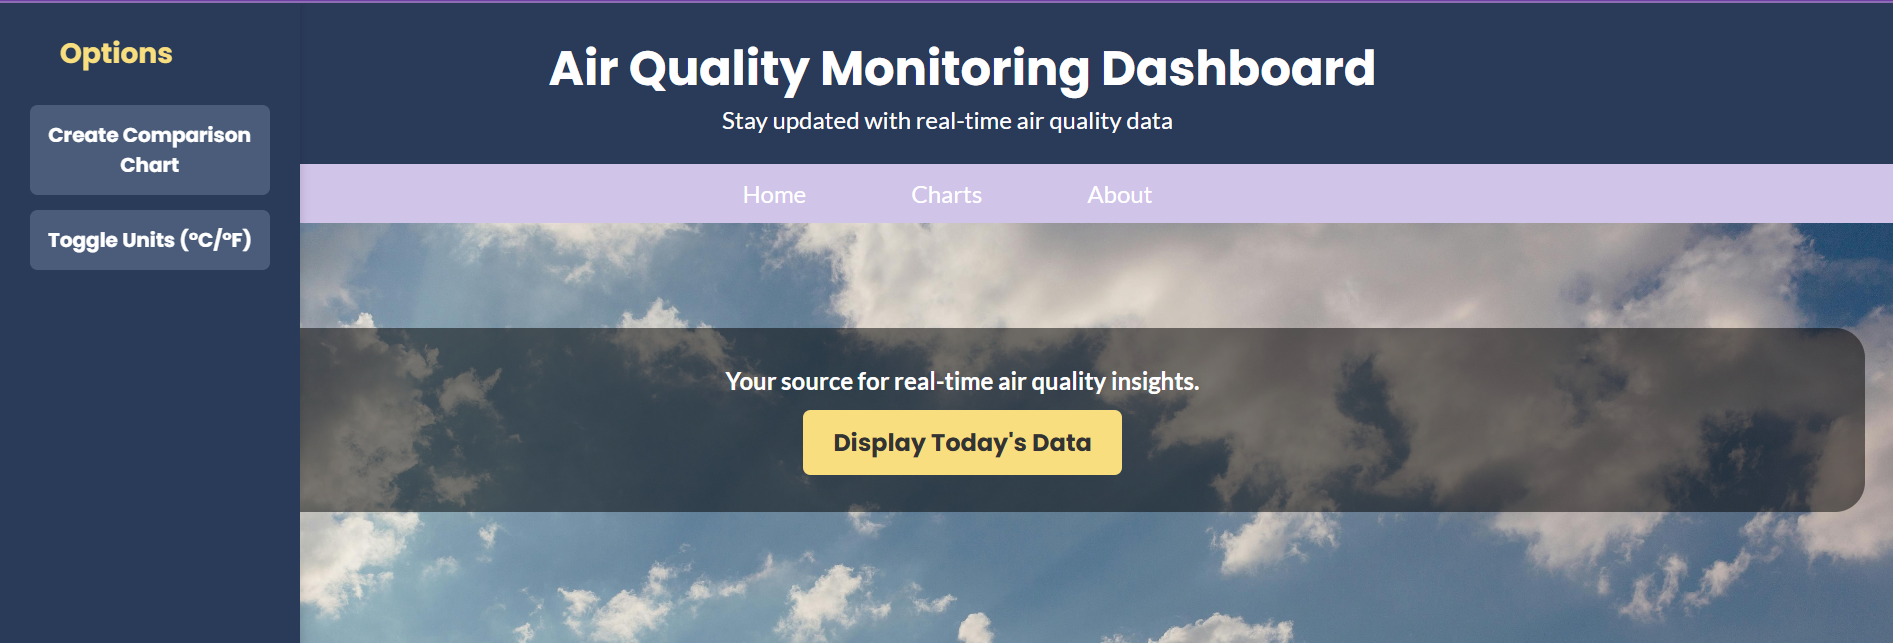 Options
Create Comparison
Chart
Toggle Units (°C/°F)
Air Quality Monitoring Dashboard
Stay updated with real-time air quality data
Home Charts About
Your source for real-time air quality insights.
Display Today's Data